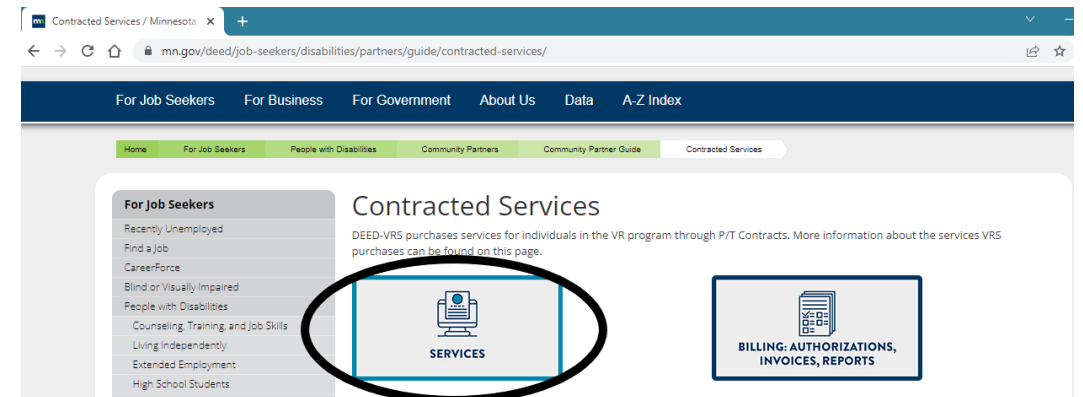 Contracted Services / Minnesota
mn.gov/deed/job-seekers/disabilities/partners/guide/contracted-services/
For Job Seekers For Business For Government About Us Data A-Z Index
Home For Job Seekers People with Disabilities Community Partners Community Partner Guide Contracted Services
For Job Seekers
Recently Unemployed
Find a Job
CareerForce
Blind or Visually Impaired
People with Disabilities
Counseling, Training, and Job Skills
Living Independently
Extended Employment
High School Students
Contracted Services
DEED-VRS purchases services for individuals in the VR program through P/T Contracts. More information about the services VRS
purchases can be found on this page.
SERVICES
BILLING: AUTHORIZATIONS,
INVOICES, REPORTS